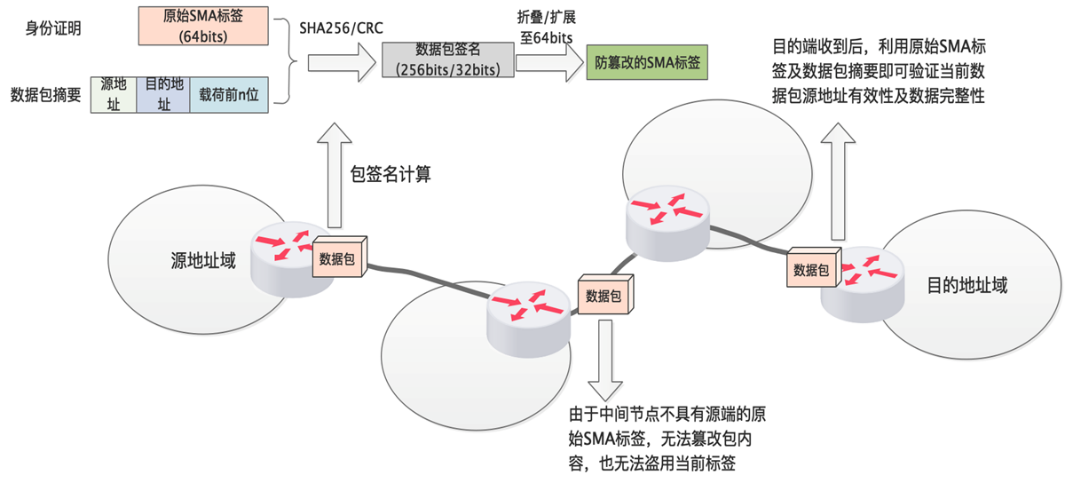 身份证明
原始SMA标签
(64bits)
数据包摘要
源地
址
目的地
址
载荷前n位
SHA256/CRC
数据包签名
(256bits/32bits)
折叠/扩展
至64bits
防篡改的SMA标签
目的端收到后，利用原始SMA标
签及数据包摘要即可验证当前数
据包源地址有效性及数据完整性
包签名计算
源地址域
数据包
数据包
数据包
目的地址域
由于中间节点不具有源端的原
始SMA标签，无法篡改包内
容，也无法盗用当前标签